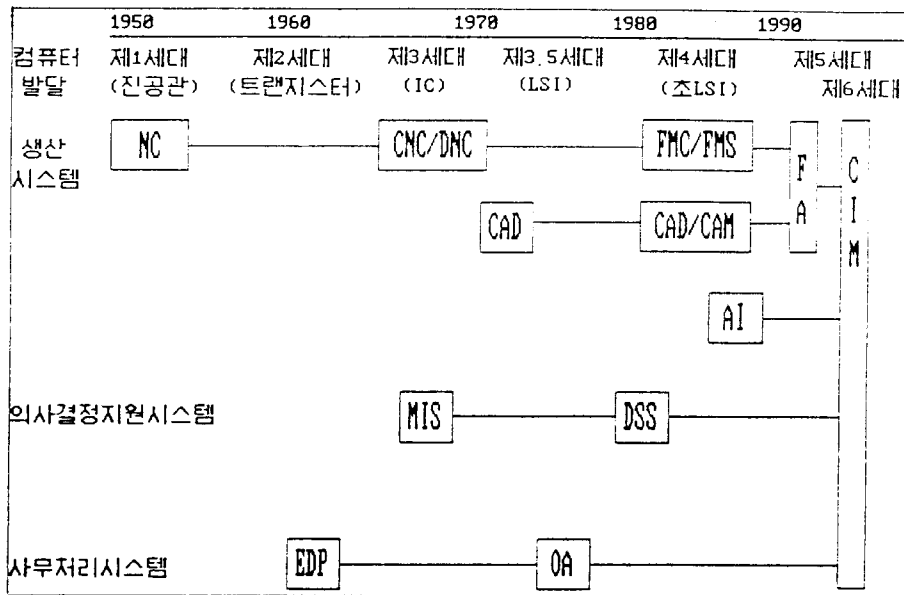 1950 1960 1970 1980 1990
컴퓨터 제1세대 제2세대 제3세대 제3.5세대 제4세대 제5세대
발달 (진공관) (트랜지스터) (IC) (LSI) (초LSI) 제6세대
생산 NC CNC/DNC FMC/FMS
시스템
FA
CIM
CAD CAD/CAM
AI
의사결정지원시스템 MIS DSS
사무처리시스템 EDP OA